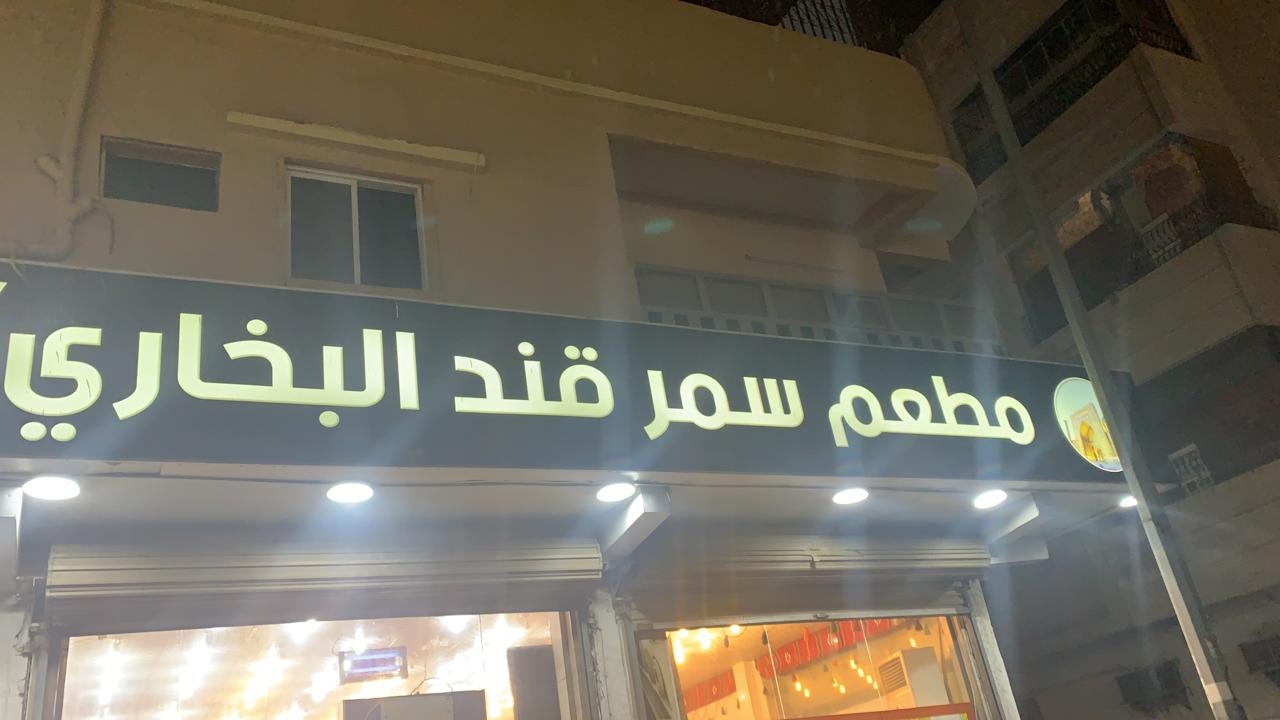 مطعم سمر قند البخاري